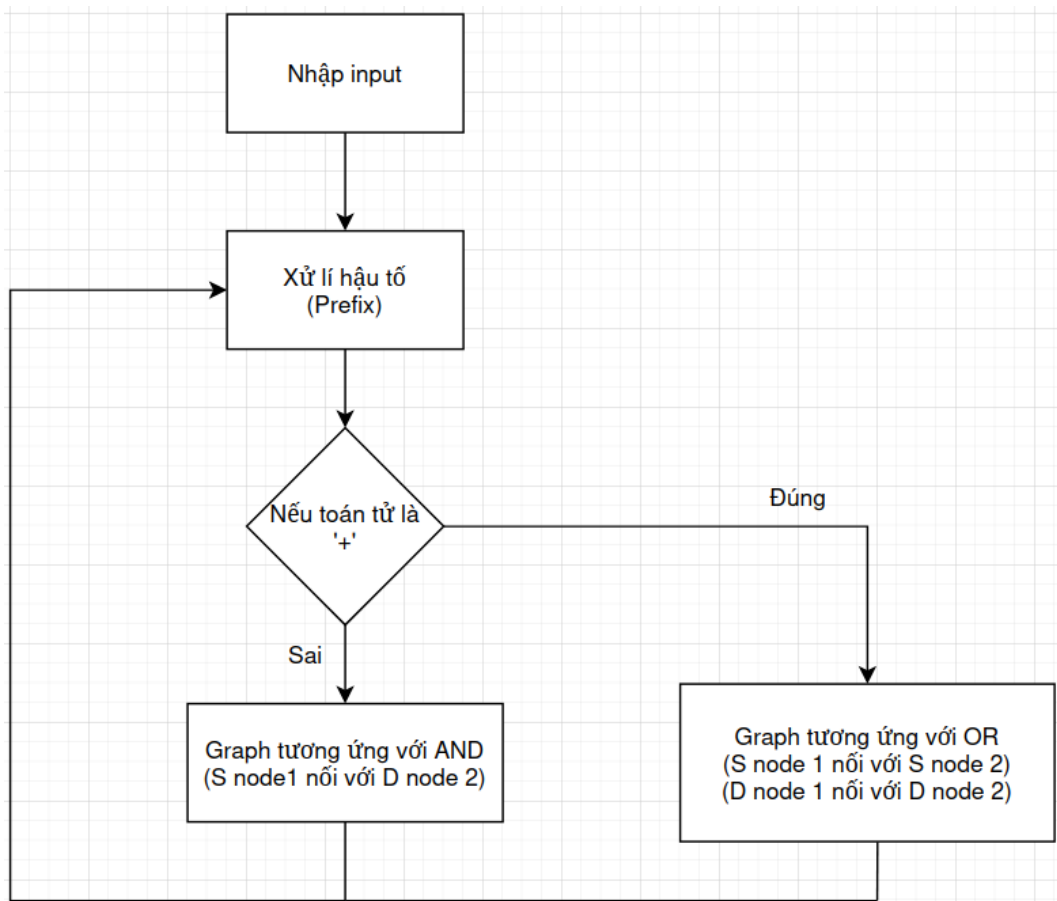 Nhập input
Xử lí hậu tố
(Prefix)
Nếu toán tử là
'+'
Đúng
Sai
Graph tương ứng với AND
(S node1 nối với D node 2)
Graph tương ứng với OR
(S node 1 nối với S node 2)
(D node 1 nối với D node 2)